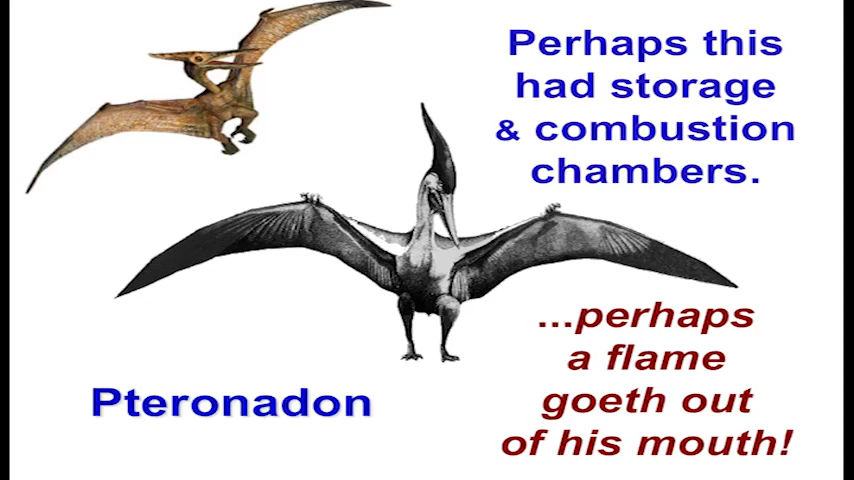 Perhaps this
had storage
& combustion
chambers.
...perhaps
a flame
goeth out
of his mouth!
Pteronadon